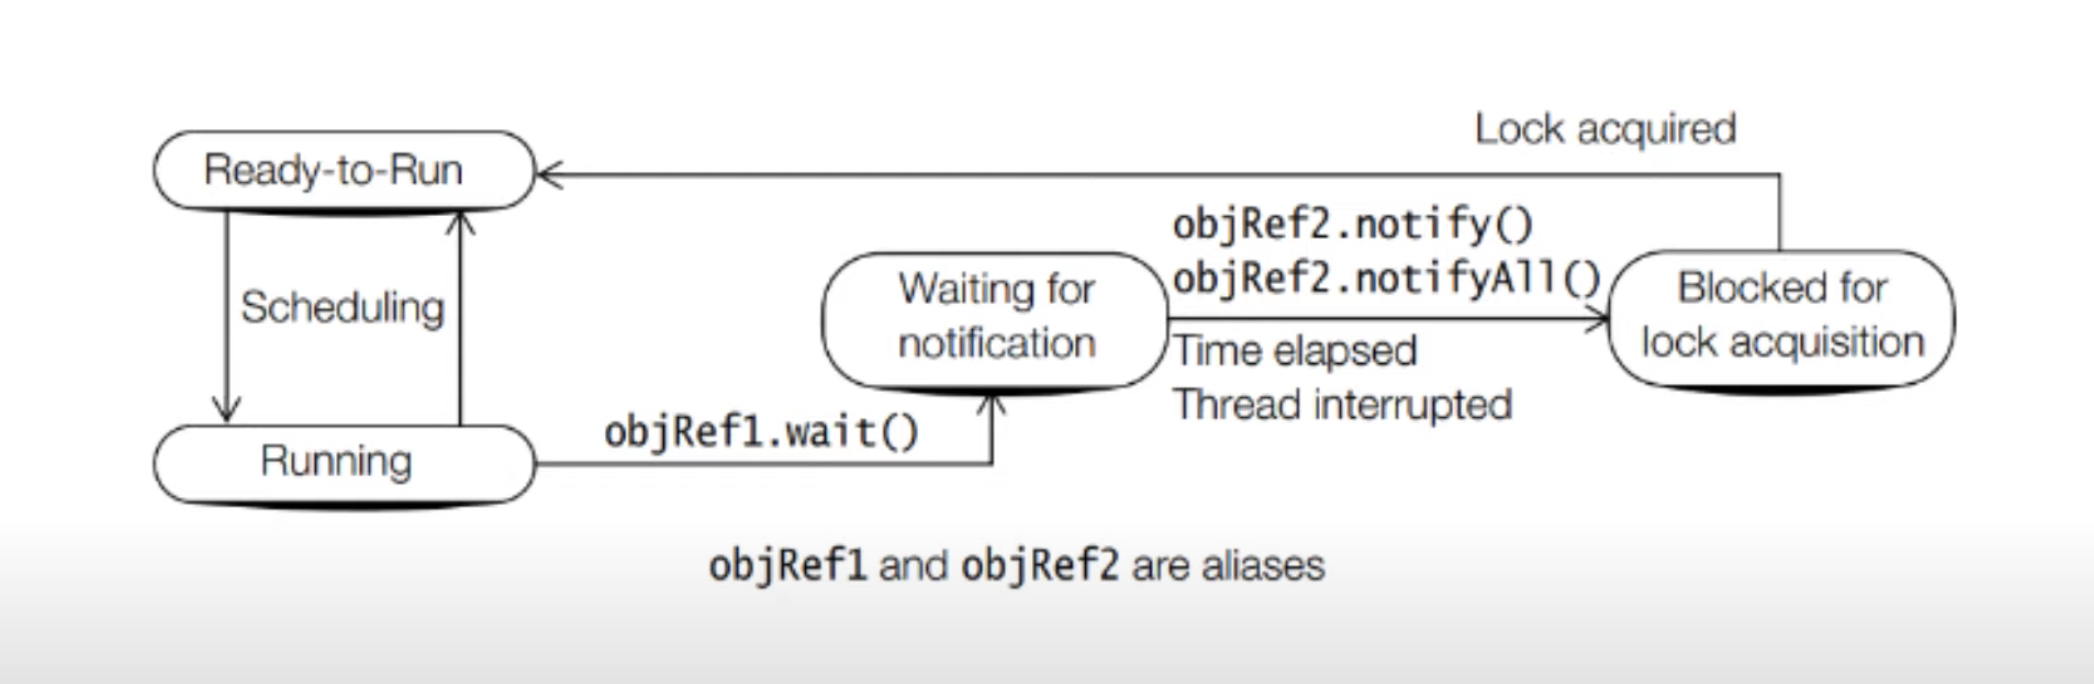 Lock acquired
Ready-to-Run
objRef2.notify()
objRef2.notifyAll()
Waiting for
notification
Blocked for
lock acquisition
Scheduling
Time elapsed
Thread interrupted
objRef1.wait()
Running
objRef1 and objRef2 are aliases